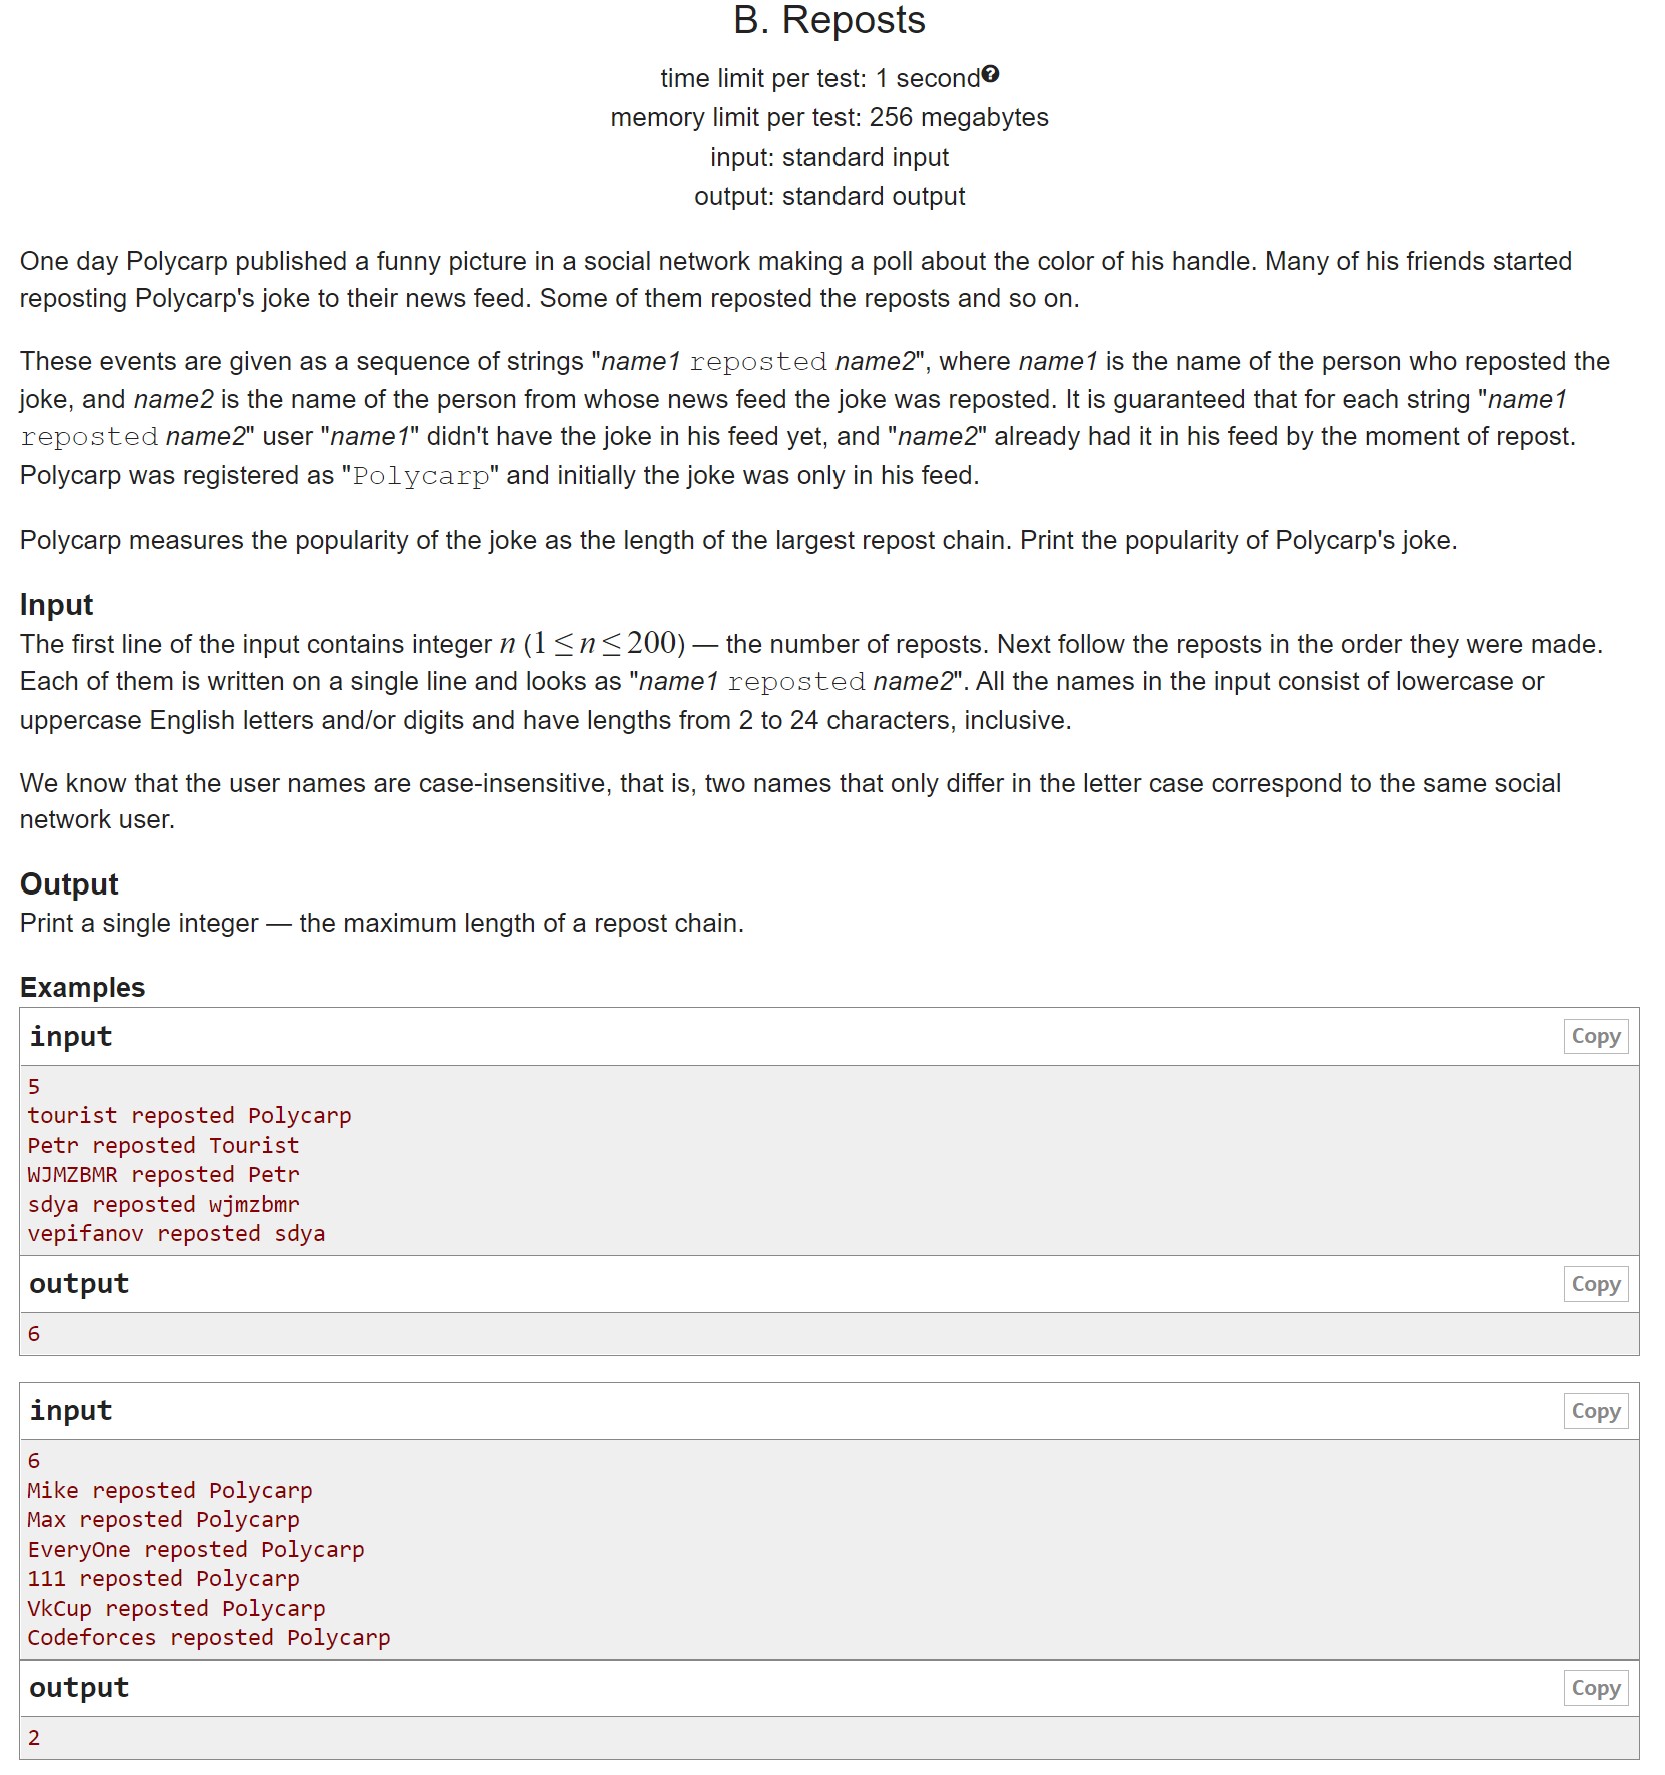 B. Reposts
time limit per test: 1 second
memory limit per test: 256 megabytes
input: standard input
output: standard output
One day Polycarp published a funny picture in a social network making a poll about the color of his handle. Many of his friends started
reposting Polycarp's joke to their news feed. Some of them reposted the reposts and so on.
These events are given as a sequence of strings "name1 reposted name2", where name1 is the name of the person who reposted the
joke, and name2 is the name of the person from whose news feed the joke was reposted. It is guaranteed that for each string "name1
reposted name2" user "name1" didn't have the joke in his feed yet, and "name2" already had it in his feed by the moment of repost.
Polycarp was registered as "Polycarp" and initially the joke was only in his feed.
Polycarp measures the popularity of the joke as the length of the largest repost chain. Print the popularity of Polycarp's joke.
Input
The first line of the input contains integer n (1 ≤ n ≤ 200) — the number of reposts. Next follow the reposts in the order they were made.
Each of them is written on a single line and looks as "name1 reposted name2". All the names in the input consist of lowercase or
uppercase English letters and/or digits and have lengths from 2 to 24 characters, inclusive.
We know that the user names are case-insensitive, that is, two names that only differ in the letter case correspond to the same social
network user.
Output
Print a single integer — the maximum length of a repost chain.
Examples
input Copy
5
tourist reposted Polycarp
Petr reposted Tourist
WJMZBMR reposted Petr
sdya reposted wjmzbmr
vepifanov reposted sdya
output Copy
6
input Copy
6
Mike reposted Polycarp
Max reposted Polycarp
EveryOne reposted Polycarp
111 reposted Polycarp
VkCup reposted Polycarp
Codeforces reposted Polycarp
output Copy
2